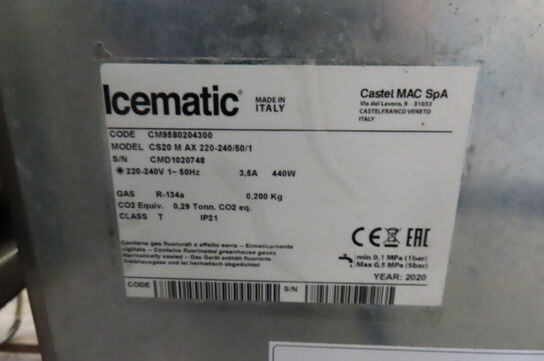 Icematic®
MADE IN
ITALY
Castel MAC SpA
Via del Lavoro, 9 - 31033
CASTELFRANCO VENETO
ITALY
CODE CM9580204300
MODEL CS20 M AX 220-240/50/1
S/N CMD1020748
220-240V 1~ 50Hz 3,5A 440W
GAS R-134a 0,200 Kg
CO2 Equiv. 0,29 Tonn. CO2 eq.
CLASS T IP21
Contiene gas fluorurati a effetto serra - Ermeticamente
sigillata - Contains fluorinated greenhouse gases
Hermetically sealed - Das Gerät enthält fluorierte
Treibhausgase und ist hermetisch abgedichtet
CE EAC
min 0,1 MPa (1bar)
Max 0,5 MPa (5bar)
YEAR: 2020
CODE S/N